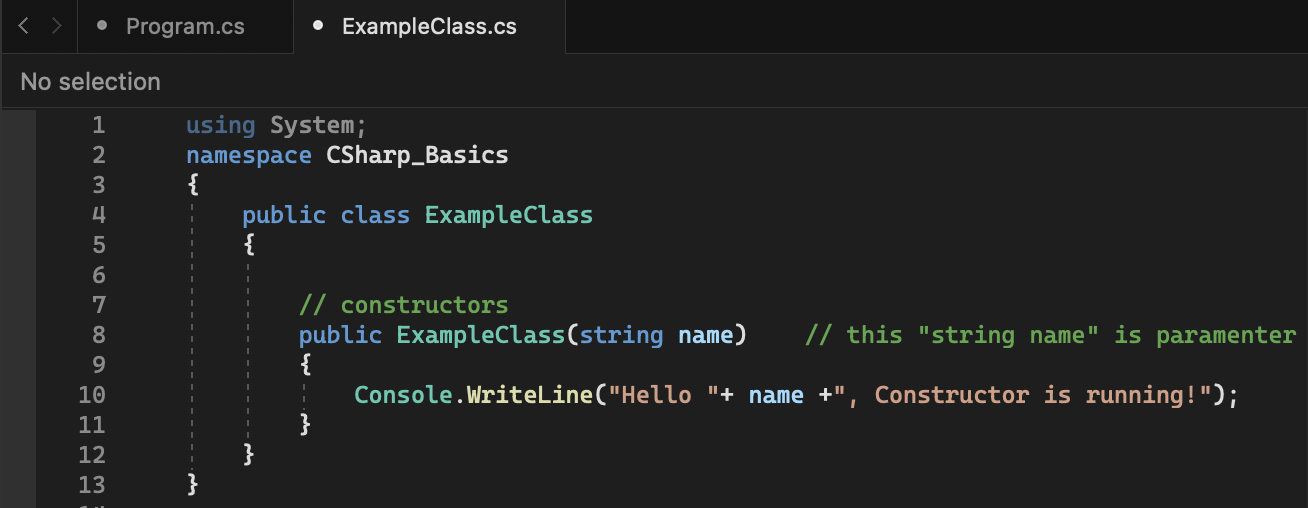 Program.cs ExampleClass.cs
No selection
1 using System;
2 namespace CSharp_Basics
3 {
4 public class ExampleClass
5 {
6
7 // constructors
8 public ExampleClass(string name) // this "string name" is paramenter
9 {
10 Console.WriteLine("Hello "+ name +", Constructor is running!");
11 }
12 }
13 }